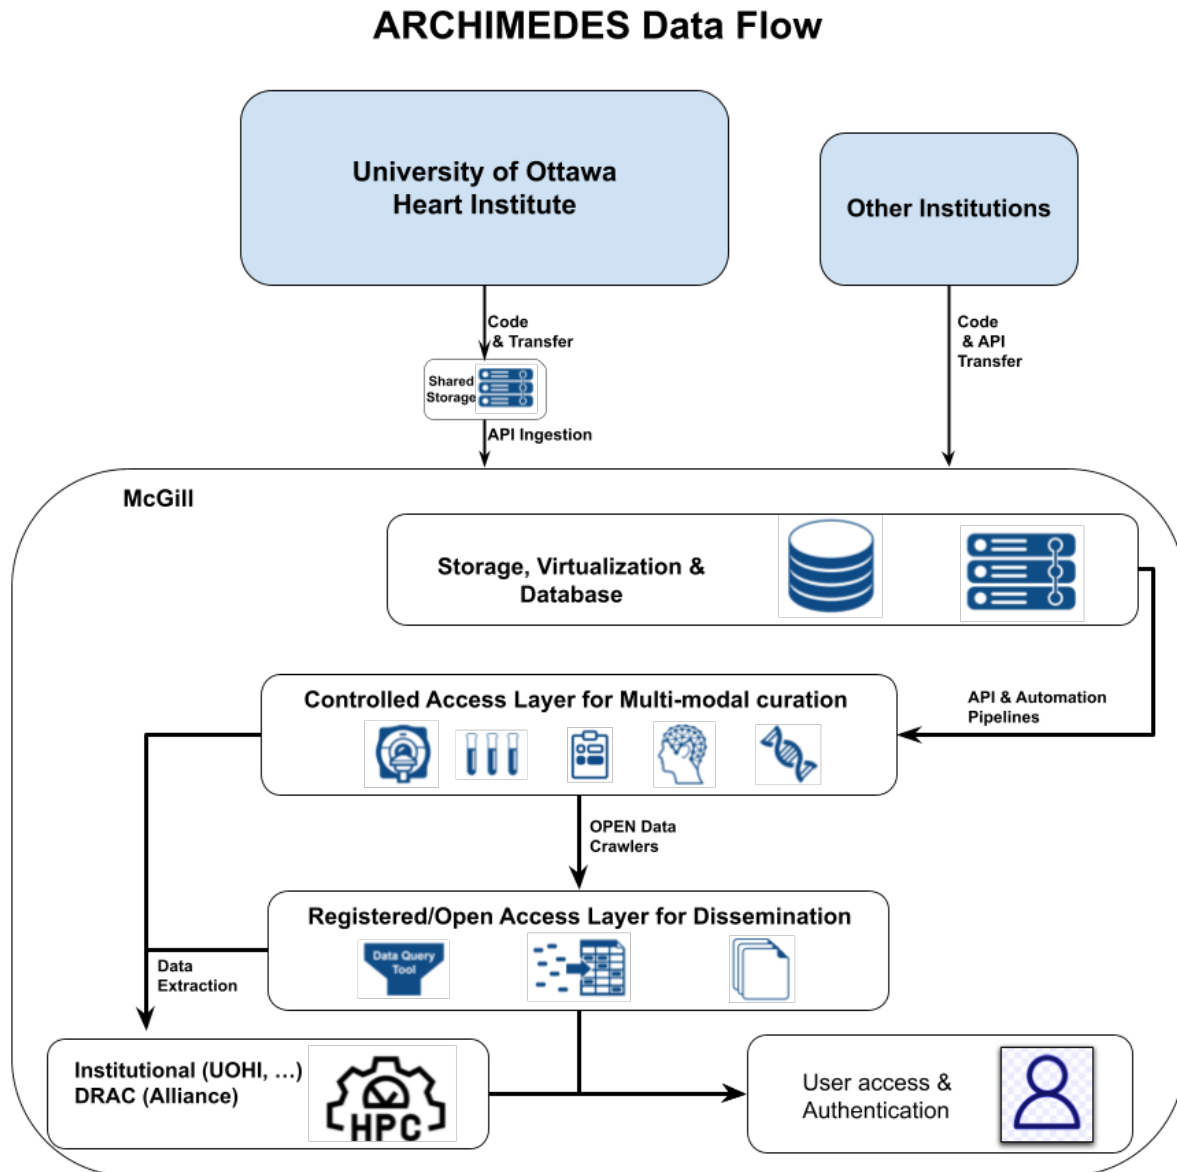 ARCHIMEDES Data Flow
University of Ottawa
Heart Institute
Other Institutions
Code
& Transfer
Code
& API
Transfer
Shared
Storage
API Ingestion
McGill
Storage, Virtualization &
Database
Controlled Access Layer for Multi-modal curation
API & Automation
Pipelines
OPEN Data
Crawlers
Registered/Open Access Layer for Dissemination
Data Query
Tool
Data
Extraction
Institutional (UOHI, ...)
DRAC (Alliance)
HPC
User access &
Authentication